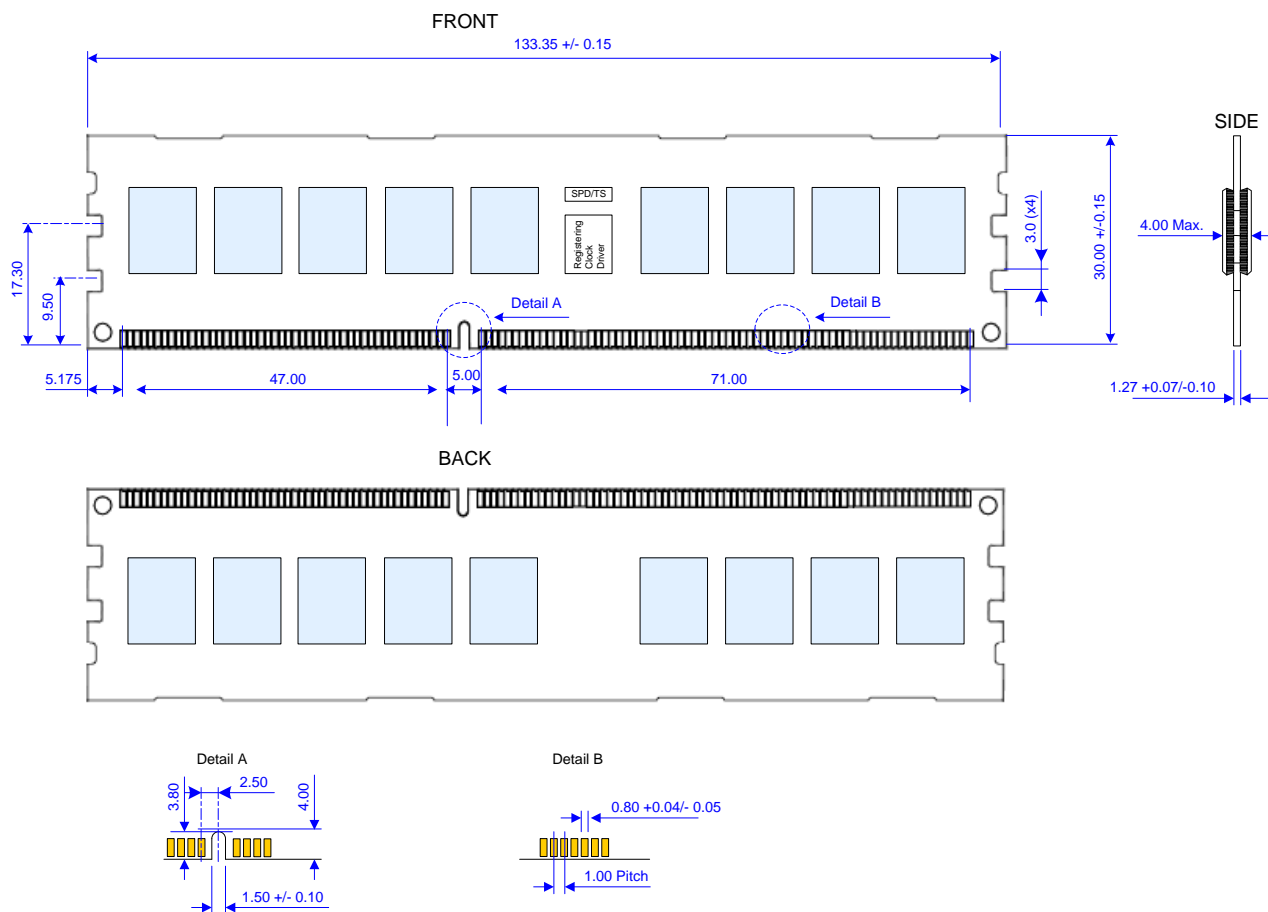 FRONT
133.35 +/- 0.15
SIDE
SPD/TS
Registering
Clock
Driver
17.30
9.50
3.0 (x4)
30.00 +/-0.15
4.00 Max.
Detail A
Detail B
5.175
47.00
5.00
71.00
1.27 +0.07/-0.10
BACK
Detail A
3.80
2.50
4.00
1.50 +/- 0.10
Detail B
0.80 +0.04/- 0.05
1.00 Pitch